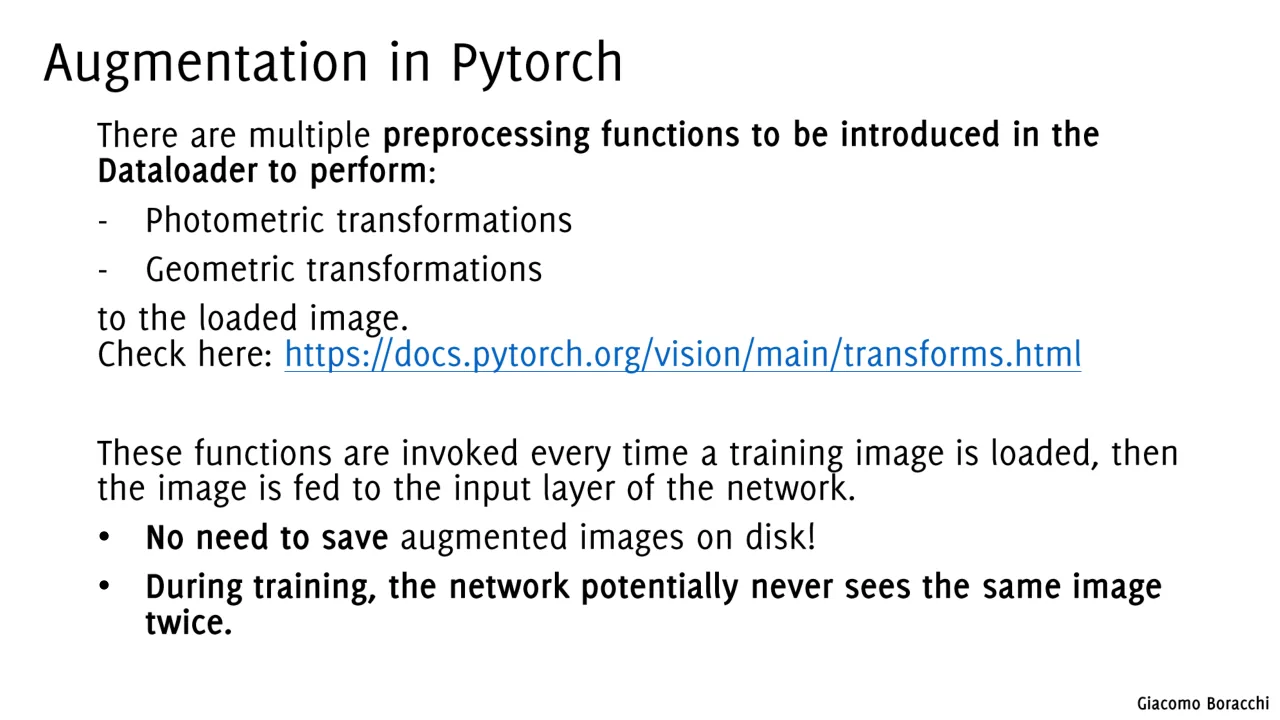 Augmentation in Pytorch
There are multiple preprocessing functions to be introduced in the
Dataloader to perform:
- Photometric transformations
- Geometric transformations
to the loaded image.
Check here: https://docs.pytorch.org/vision/main/transforms.html
These functions are invoked every time a training image is loaded, then
the image is fed to the input layer of the network.
• No need to save augmented images on disk!
• During training, the network potentially never sees the same image
twice.
Giacomo Boracchi